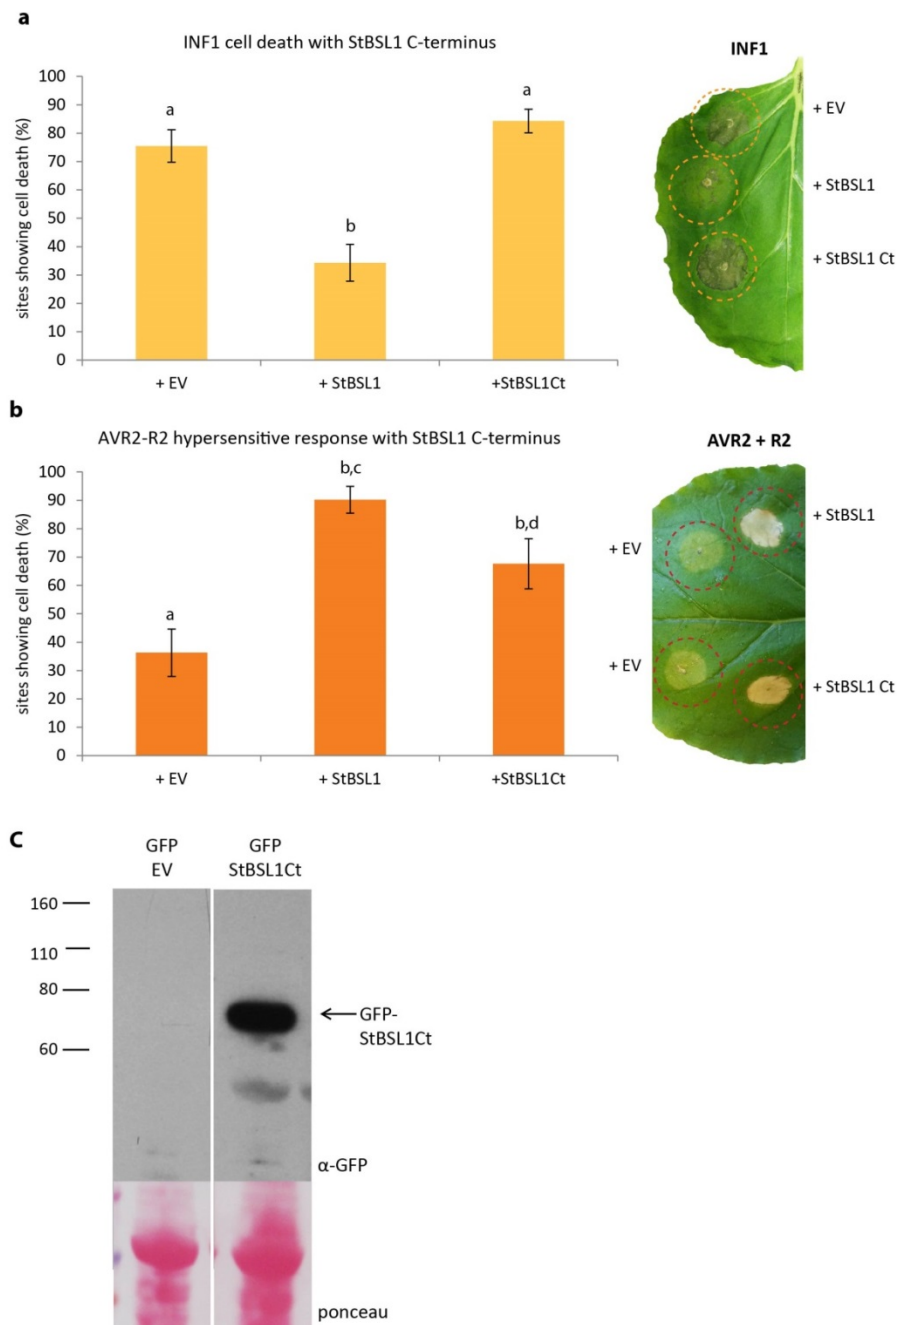 a
INF1 cell death with StBSL1 C-terminus
INF1
sites showing cell death (%)
100
90
80
70
60
50
40
30
20
10
0
a
b
a
+ EV
+ StBSL1
+StBSL1Ct
+ EV
+ StBSL1
+ StBSL1 Ct
b
AVR2-R2 hypersensitive response with StBSL1 C-terminus
AVR2 + R2
sites showing cell death (%)
100
90
80
70
60
50
40
30
20
10
0
a
b,c
b,d
+ EV
+ StBSL1
+StBSL1Ct
+ EV
+ StBSL1
+ EV
+ StBSL1 Ct
C
GFP
EV
GFP
StBSL1Ct
160
110
80
60
GFP-
StBSL1Ct
α-GFP
ponceau